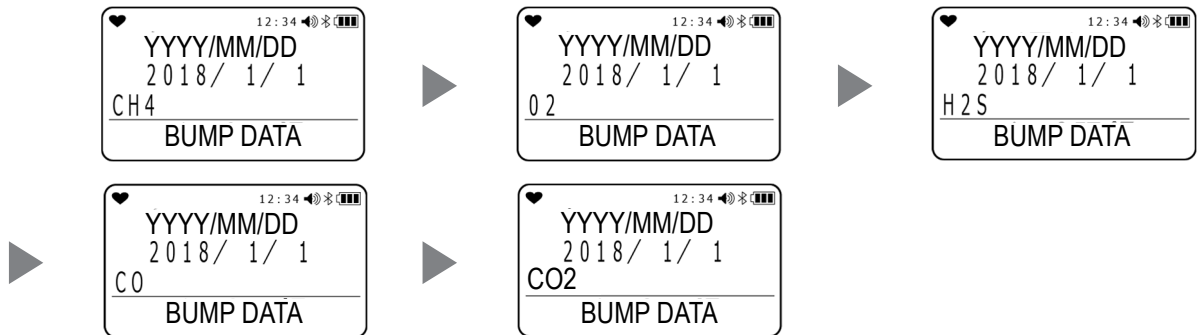 12:34
YYYY/MM/DD
2018/ 1/ 1
CH4
BUMP DATA
12:34
YYYY/MM/DD
2018/ 1/ 1
O2
BUMP DATA
12:34
YYYY/MM/DD
2018/ 1/ 1
H2S
BUMP DATA
12:34
YYYY/MM/DD
2018/ 1/ 1
CO
BUMP DATA
12:34
YYYY/MM/DD
2018/ 1/ 1
CO2
BUMP DATA